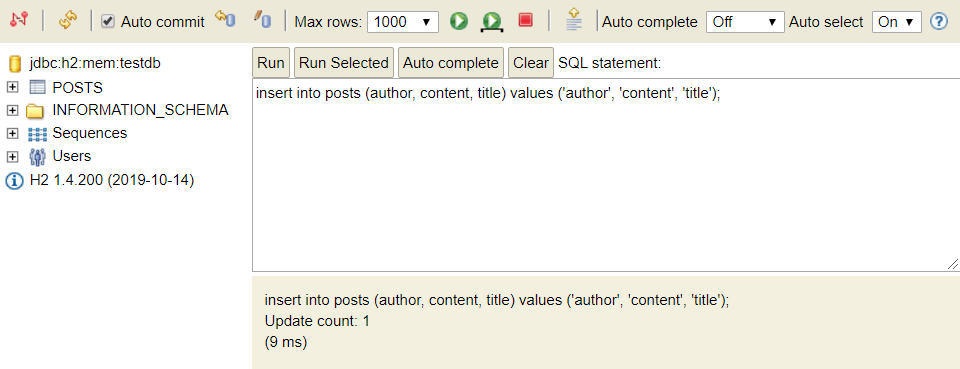 Auto commit Max rows: 1000 Auto complete Off Auto select On
jdbc:h2:mem:testdb
POSTS
INFORMATION_SCHEMA
Sequences
Users
H2 1.4.200 (2019-10-14)
Run Run Selected Auto complete Clear SQL statement:
insert into posts (author, content, title) values ('author', 'content', 'title');
insert into posts (author, content, title) values ('author', 'content', 'title');
Update count: 1
(9 ms)